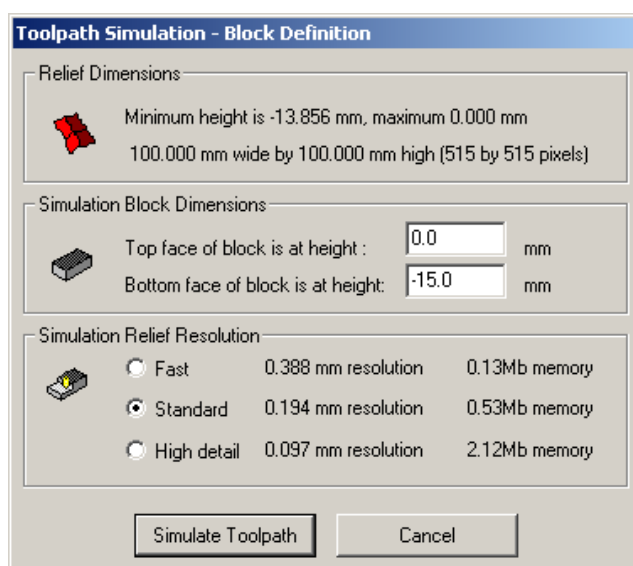 Toolpath Simulation - Block Definition
Relief Dimensions
Minimum height is -13.856 mm, maximum 0.000 mm
100.000 mm wide by 100.000 mm high (515 by 515 pixels)
Simulation Block Dimensions
Top face of block is at height : 0.0 mm
Bottom face of block is at height: -15.0 mm
Simulation Relief Resolution
Fast 0.388 mm resolution 0.13Mb memory
Standard 0.194 mm resolution 0.53Mb memory
High detail 0.097 mm resolution 2.12Mb memory
Simulate Toolpath Cancel